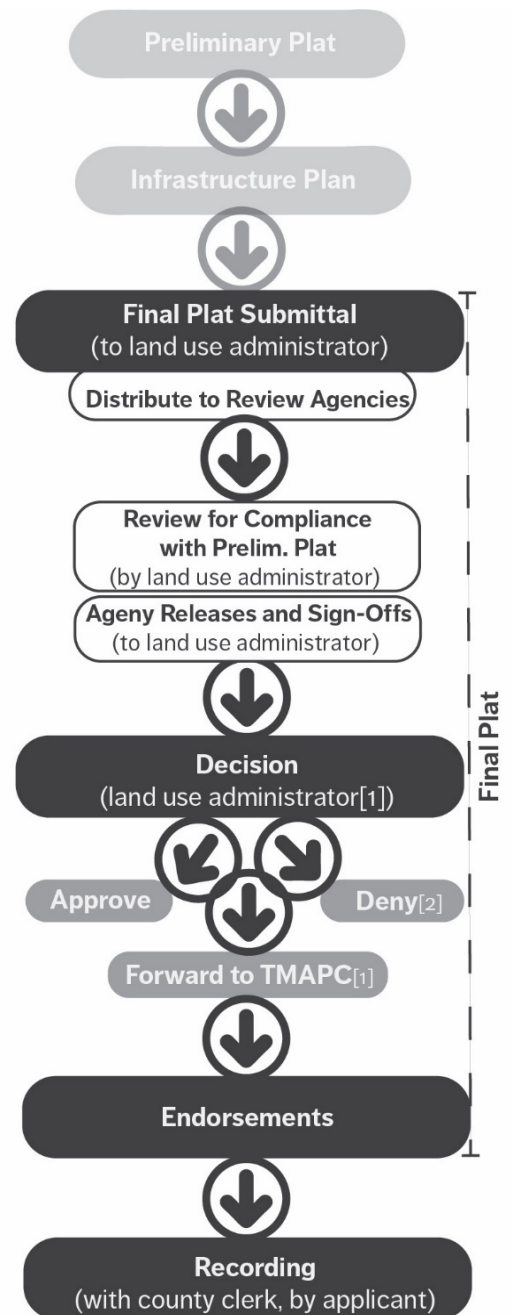 Preliminary Plat
Infrastructure Plan
Final Plat Submittal
(to land use administrator)
Distribute to Review Agencies
Review for Compliance
with Prelim. Plat
(by land use administrator)
Ageny Releases and Sign-Offs
(to land use administrator)
Decision
(land use administrator[1])
Approve
Deny[2]
Forward to TMAPC[1]
Endorsements
Recording
(with county clerk, by applicant)
Final Plat